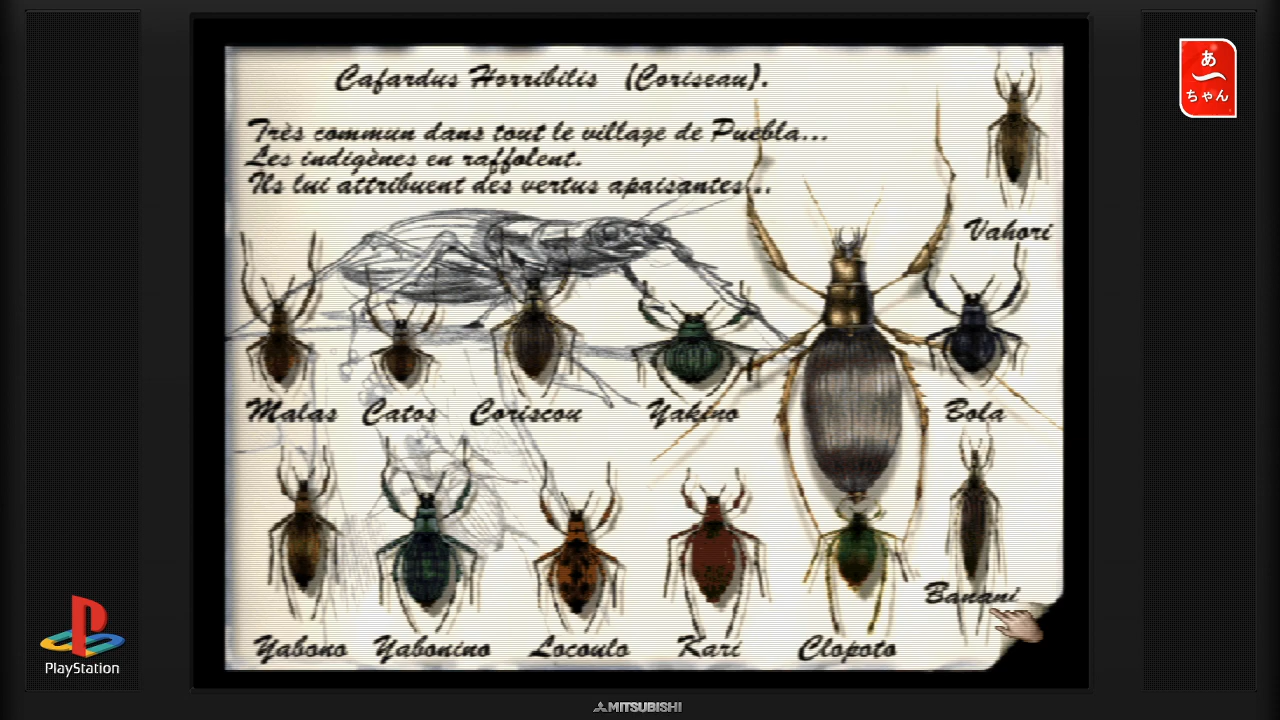 Cafardus Horribilis (Coriseau).
Très commun dans tout le village de Puebla...
Les indigènes en raffolent.
Ils lui attribuent des vertus apaisantes...
Vahori
Malas Catos Coriscou Yakino Bola
Banani
Yabono Yabonino Locoulo Kari Clopoto
あーちゃん
PlayStation
MITSUBISHI